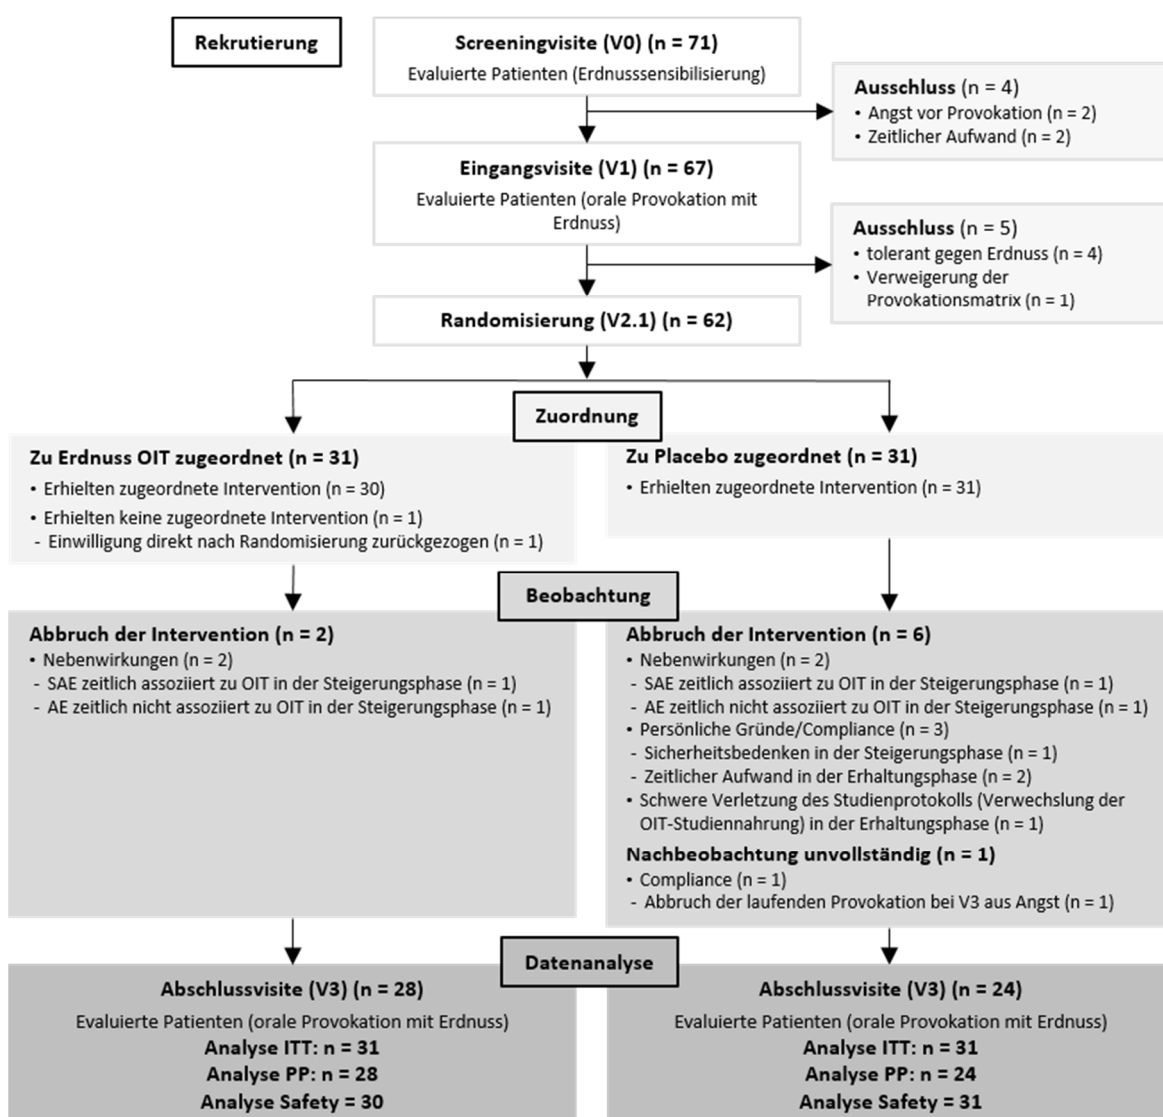 Rekrutierung
Screeningvisite (V0) (n = 71)
Evaluierte Patienten (Erdnusssensibilisierung)
Ausschluss (n = 4)
• Angst vor Provokation (n = 2)
• Zeitlicher Aufwand (n = 2)
Eingangsvisite (V1) (n = 67)
Evaluierte Patienten (orale Provokation mit
Erdnuss)
Ausschluss (n = 5)
• tolerant gegen Erdnuss (n = 4)
• Verweigerung der
Provokationsmatrix (n = 1)
Randomisierung (V2.1) (n = 62)
Zuordnung
Zu Erdnuss OIT zugeordnet (n = 31)
• Erhielten zugeordnete Intervention (n = 30)
• Erhielten keine zugeordnete Intervention (n = 1)
- Einwilligung direkt nach Randomisierung zurückgezogen (n = 1)
Zu Placebo zugeordnet (n = 31)
• Erhielten zugeordnete Intervention (n = 31)
Beobachtung
Abbruch der Intervention (n = 2)
• Nebenwirkungen (n = 2)
- SAE zeitlich assoziiert zu OIT in der Steigerungsphase (n = 1)
- AE zeitlich nicht assoziiert zu OIT in der Steigerungsphase (n = 1)
Abbruch der Intervention (n = 6)
• Nebenwirkungen (n = 2)
- SAE zeitlich assoziiert zu OIT in der Steigerungsphase (n = 1)
- AE zeitlich nicht assoziiert zu OIT in der Steigerungsphase (n = 1)
• Persönliche Gründe/Compliance (n = 3)
- Sicherheitsbedenken in der Steigerungsphase (n = 1)
- Zeitlicher Aufwand in der Erhaltungsphase (n = 2)
• Schwere Verletzung des Studienprotokolls (Verwechslung der
OIT-Studiennahrung) in der Erhaltungsphase (n = 1)
Nachbeobachtung unvollständig (n = 1)
• Compliance (n = 1)
- Abbruch der laufenden Provokation bei V3 aus Angst (n = 1)
Datenanalyse
Abschlussvisite (V3) (n = 28)
Evaluierte Patienten (orale Provokation mit Erdnuss)
Analyse ITT: n = 31
Analyse PP: n = 28
Analyse Safety: n = 30
Abschlussvisite (V3) (n = 24)
Evaluierte Patienten (orale Provokation mit Erdnuss)
Analyse ITT: n = 31
Analyse PP: n = 24
Analyse Safety: n = 31